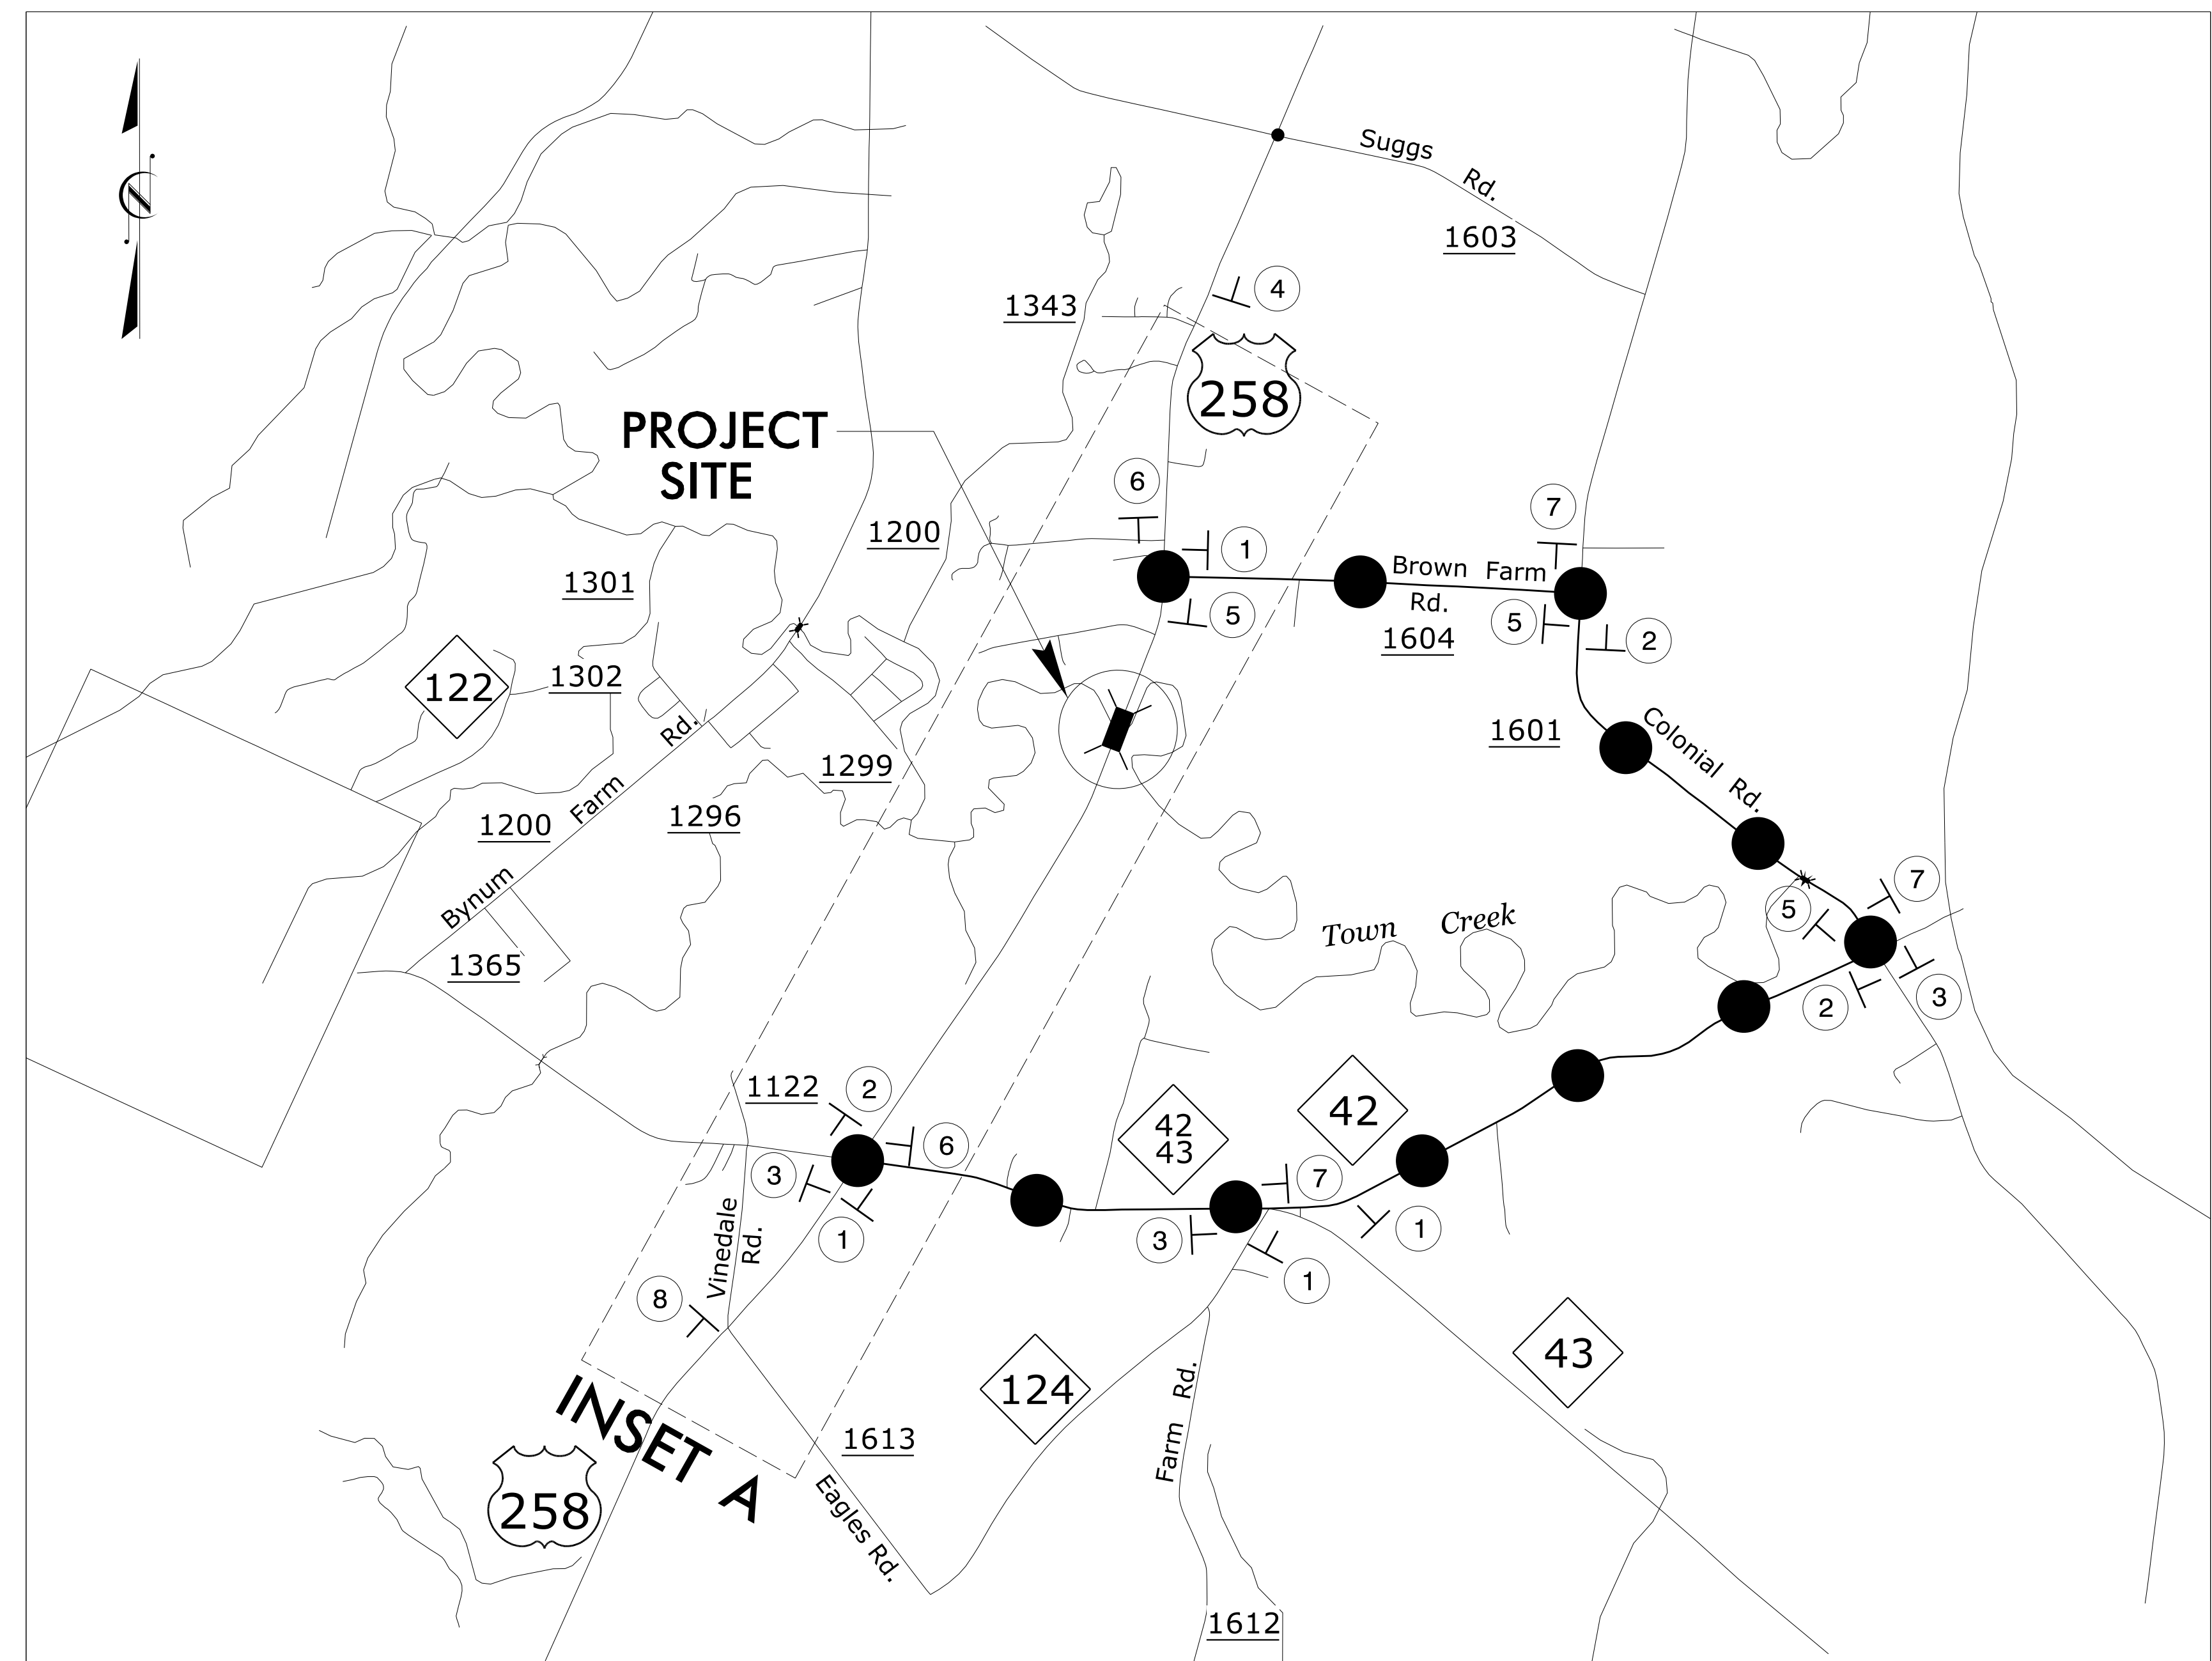 N
Suggs
Rd.
1603
4
1343
258
PROJECT
SITE
6
7
1200
1
Brown Farm
Rd.
1604
5
5
2
1301
122
1302
Rd.
1601
Colonial Rd.
1299
1296
1200
Farm
Bynum
1365
7
5
Town Creek
2
3
1122
2
42
42
43
6
3
7
1
3
1
1
Vinedale
Rd.
8
INSET A
124
43
Farm Rd.
1613
258
Eagles Rd.
1612